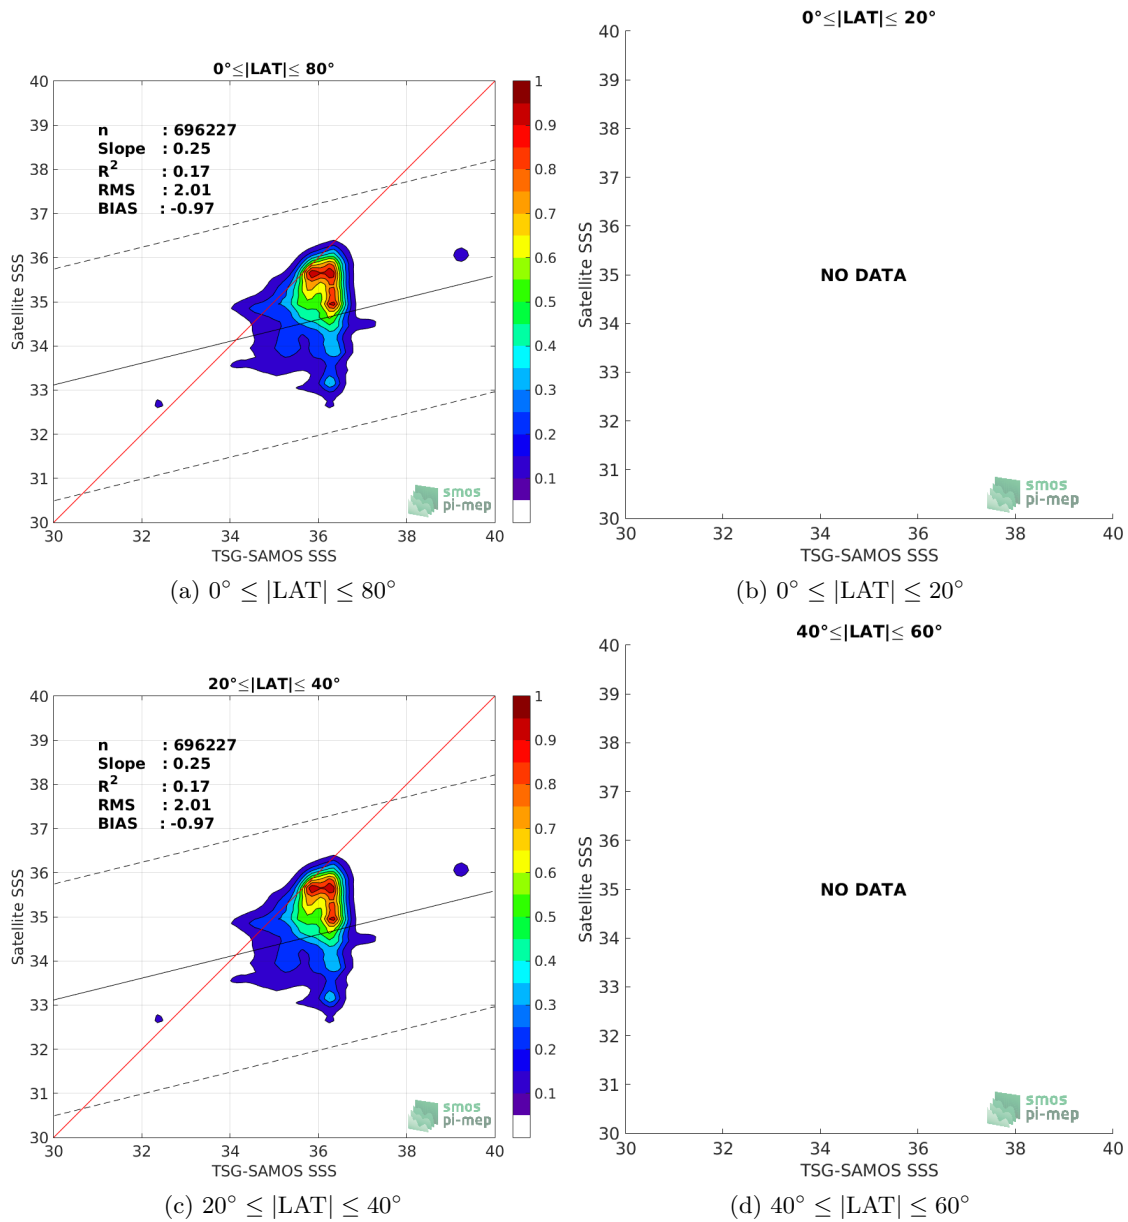 0°≤|LAT|≤ 80°
40
39
38
37
36
35
34
33
32
31
30
Satellite SSS
n : 696227
Slope : 0.25
R² : 0.17
RMS : 2.01
BIAS : -0.97
smos
pi-mep
30 32 34 36 38 40
TSG-SAMOS SSS
1
0.9
0.8
0.7
0.6
0.5
0.4
0.3
0.2
0.1
(a) 0° ≤ |LAT| ≤ 80°
0°≤|LAT|≤ 20°
40
39
38
37
36
35
34
33
32
31
30
Satellite SSS
NO DATA
smos
pi-mep
30 32 34 36 38 40
TSG-SAMOS SSS
(b) 0° ≤ |LAT| ≤ 20°
20°≤|LAT|≤ 40°
40
39
38
37
36
35
34
33
32
31
30
Satellite SSS
n : 696227
Slope : 0.25
R² : 0.17
RMS : 2.01
BIAS : -0.97
smos
pi-mep
30 32 34 36 38 40
TSG-SAMOS SSS
1
0.9
0.8
0.7
0.6
0.5
0.4
0.3
0.2
0.1
(c) 20° ≤ |LAT| ≤ 40°
40°≤|LAT|≤ 60°
40
39
38
37
36
35
34
33
32
31
30
Satellite SSS
NO DATA
smos
pi-mep
30 32 34 36 38 40
TSG-SAMOS SSS
(d) 40° ≤ |LAT| ≤ 60°